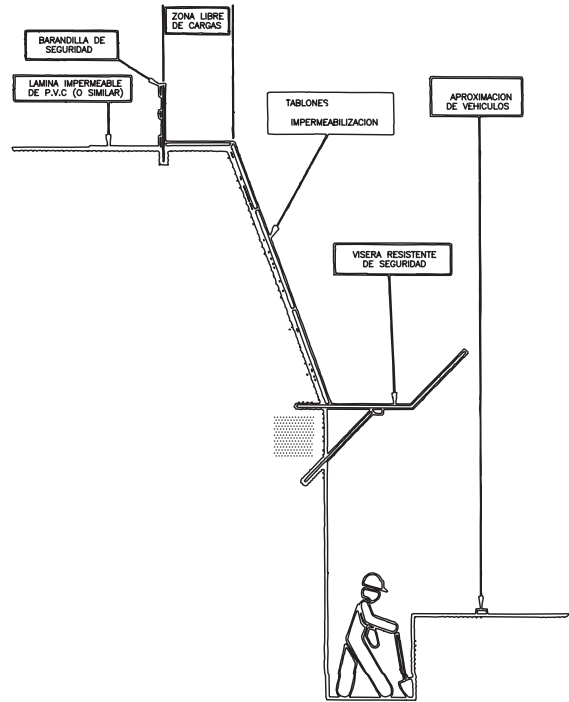 ZONA LIBRE
DE CARGAS
BARANDILLA DE
SEGURIDAD
LAMINA IMPERMEABLE
DE P.V.C (O SIMILAR)
TABLONES
IMPERMEABILIZACION
APROXIMACION
DE VEHICULOS
VISERA RESISTENTE
DE SEGURIDAD